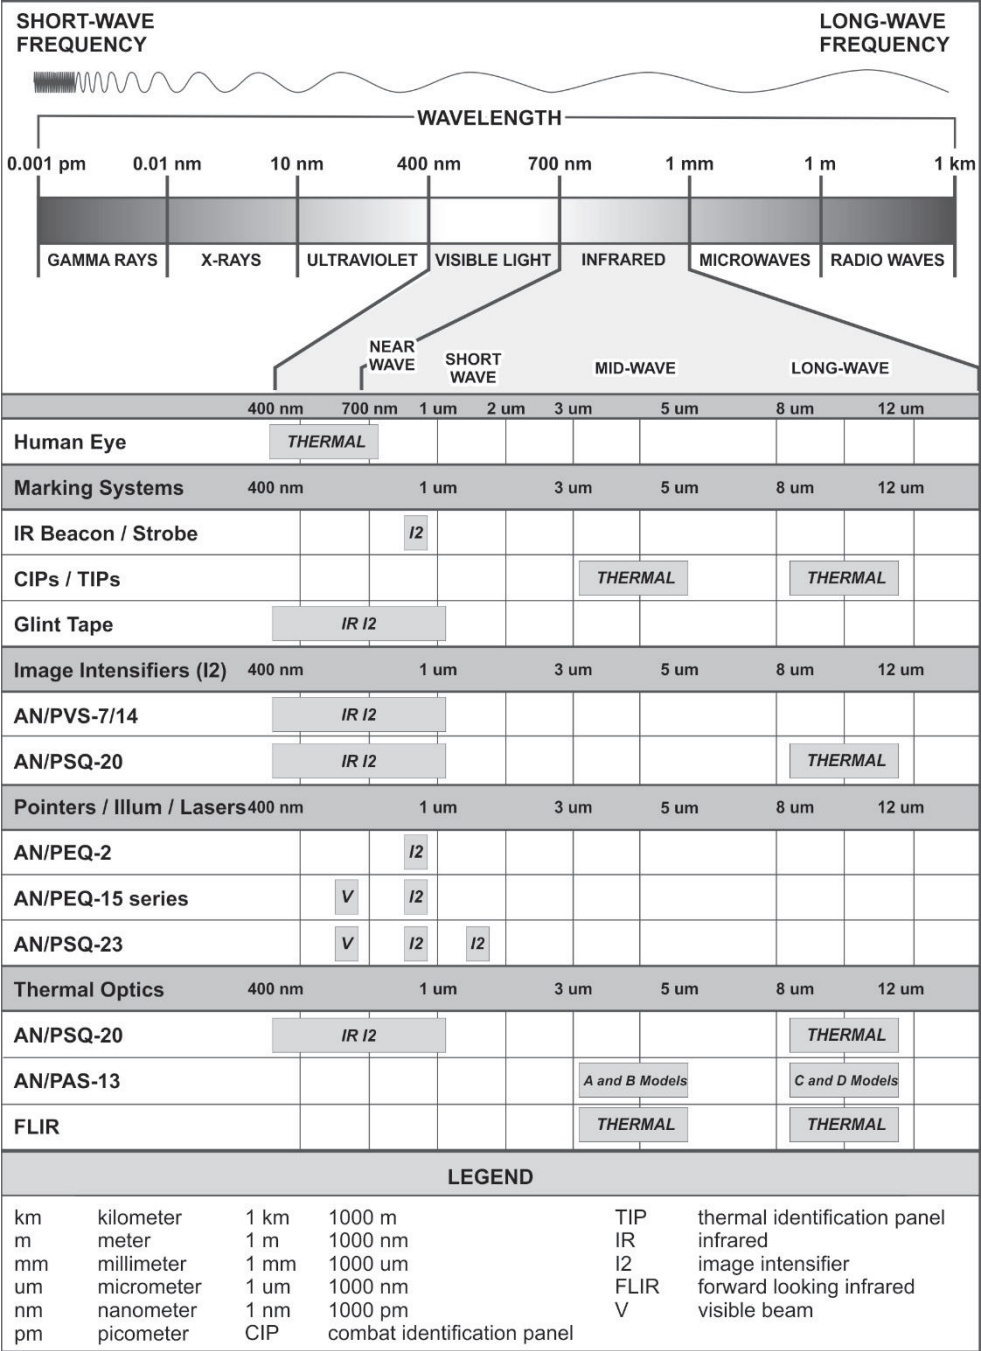 SHORT-WAVE FREQUENCY
LONG-WAVE FREQUENCY
WAVELENGTH
0.001 pm 0.01 nm 10 nm 400 nm 700 nm 1 mm 1 m 1 km
GAMMA RAYS X-RAYS ULTRAVIOLET VISIBLE LIGHT INFRARED MICROWAVES RADIO WAVES
NEAR WAVE SHORT WAVE MID-WAVE LONG-WAVE
400 nm 700 nm 1 um 2 um 3 um 5 um 8 um 12 um
Human Eye THERMAL
Marking Systems 400 nm 1 um 3 um 5 um 8 um 12 um
IR Beacon / Strobe I2
CIPs / TIPs THERMAL THERMAL
Glint Tape IR I2
Image Intensifiers (I2) 400 nm 1 um 3 um 5 um 8 um 12 um
AN/PVS-7/14 IR I2
AN/PSQ-20 IR I2 THERMAL
Pointers / Illum / Lasers 400 nm 1 um 3 um 5 um 8 um 12 um
AN/PEQ-2 I2
AN/PEQ-15 series V I2
AN/PSQ-23 V I2 I2
Thermal Optics 400 nm 1 um 3 um 5 um 8 um 12 um
AN/PSQ-20 IR I2 THERMAL
AN/PAS-13 A and B Models C and D Models
FLIR THERMAL THERMAL
LEGEND
km kilometer 1 km 1000 m TIP thermal identification panel
m meter 1 m 1000 nm IR infrared
mm millimeter 1 mm 1000 um I2 image intensifier
um micrometer 1 um 1000 nm FLIR forward looking infrared
nm nanometer 1 nm 1000 pm V visible beam
pm picometer CIP combat identification panel